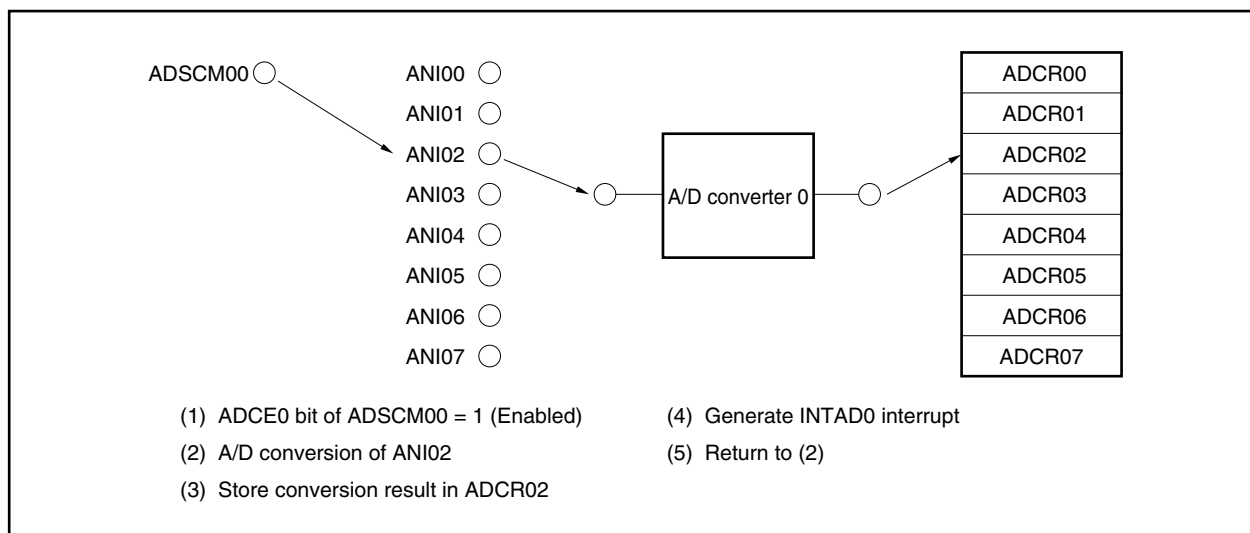 ADSCM00
ANI00
ANI01
ANI02
ANI03
ANI04
ANI05
ANI06
ANI07
A/D converter 0
ADCR00
ADCR01
ADCR02
ADCR03
ADCR04
ADCR05
ADCR06
ADCR07
(1) ADCE0 bit of ADSCM00 = 1 (Enabled)
(2) A/D conversion of ANI02
(3) Store conversion result in ADCR02
(4) Generate INTAD0 interrupt
(5) Return to (2)